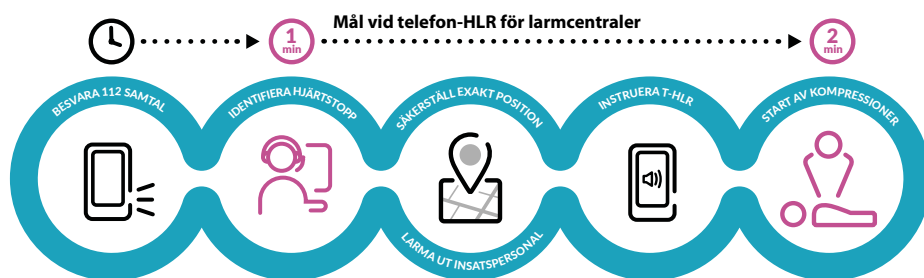 Mål vid telefon-HLR för larmcentraler
1
min
2
min
BESVARA 112 SAMTAL
IDENTIFIERA HJÄRTSTOPP
SÄKERSTÄLL EXAKT POSITION
INSTRUERA T-HLR
START AV KOMPRESSIONER
LARMA UT INSATSPERSONAL